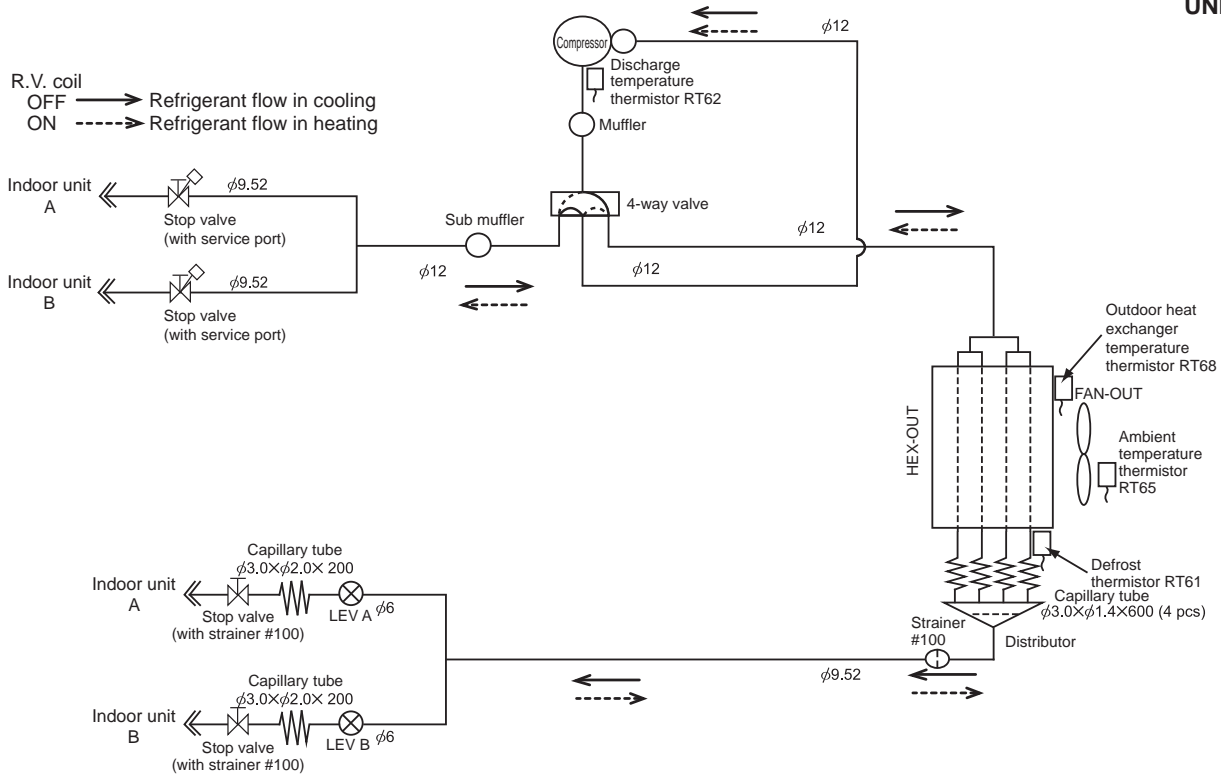 UNI
Compressor
ϕ12
Discharge
temperature
thermistor RT62
Muffler
R.V. coil
OFF Refrigerant flow in cooling
ON Refrigerant flow in heating
Indoor unit
A
ϕ9.52
Stop valve
(with service port)
Indoor unit
B
ϕ9.52
Stop valve
(with service port)
Sub muffler
ϕ12
4-way valve
ϕ12
ϕ12
Outdoor heat
exchanger
temperature
thermistor RT68
FAN-OUT
HEX-OUT
Ambient
temperature
thermistor
RT65
Defrost
thermistor RT61
Capillary tube
ϕ3.0×ϕ1.4×600 (4 pcs)
Distributor
Strainer
#100
ϕ9.52
Indoor unit
A
Capillary tube
ϕ3.0×ϕ2.0× 200
LEV A
ϕ6
Stop valve
(with strainer #100)
Indoor unit
B
Capillary tube
ϕ3.0×ϕ2.0× 200
LEV B
ϕ6
Stop valve
(with strainer #100)